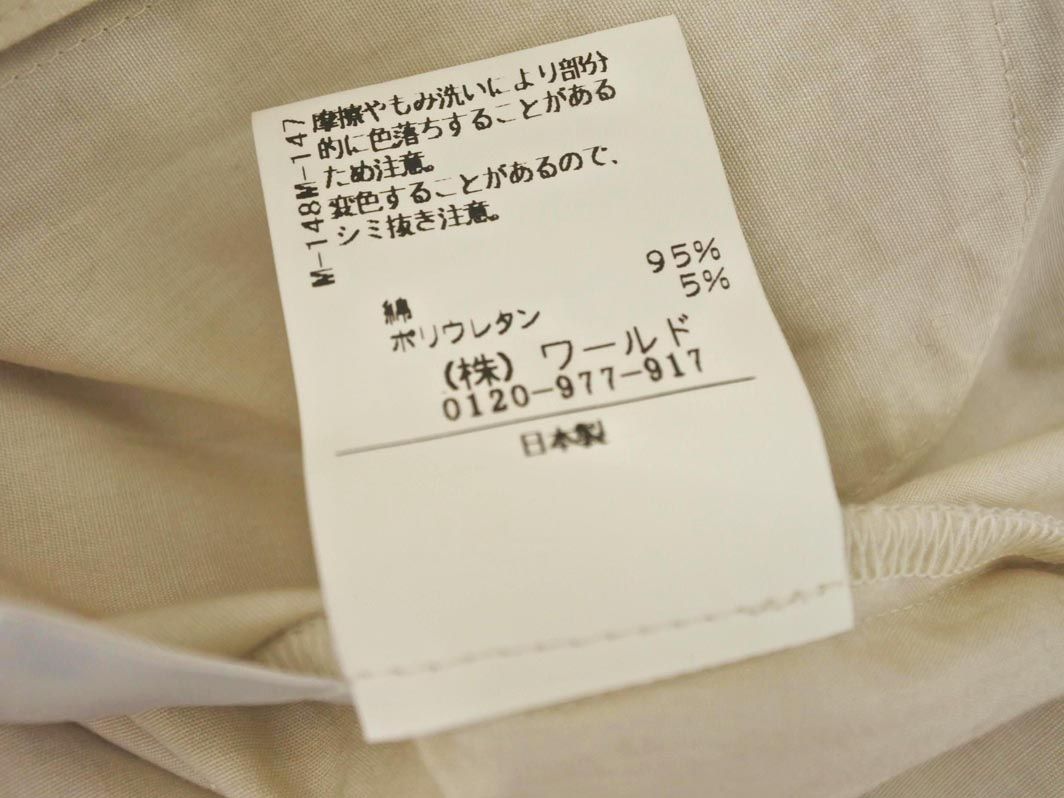 摩擦やもみ洗いにより部分
的に色落ちすることがある
ため注意。
変色することがあるので、
シミ抜き注意。
M-148M-147
綿 95%
ポリウレタン 5%
(株) ワールド
0120-977-917
日本製